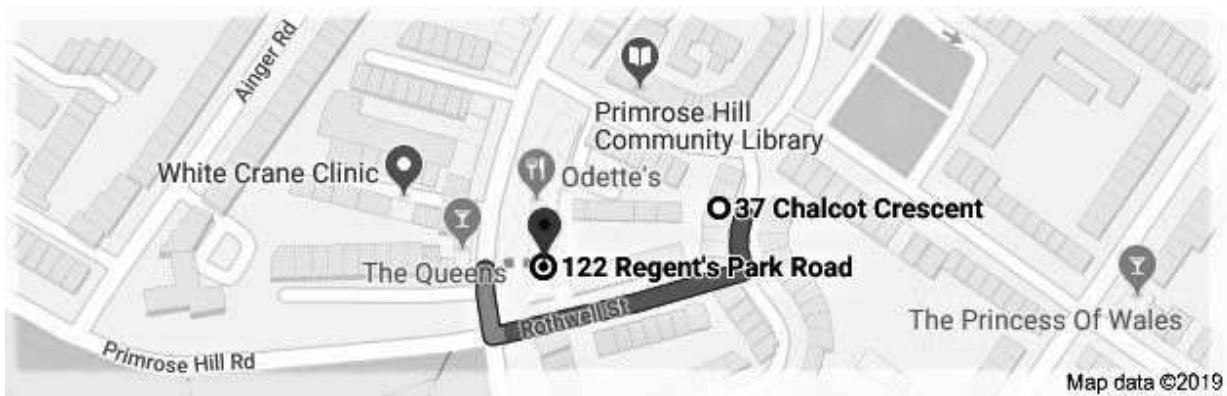 Ainger Rd
Primrose Hill
Community Library
White Crane Clinic
Odette's
37 Chalcot Crescent
The Queens
122 Regent's Park Road
Rothwell St
The Princess Of Wales
Primrose Hill Rd
Map data ©2019